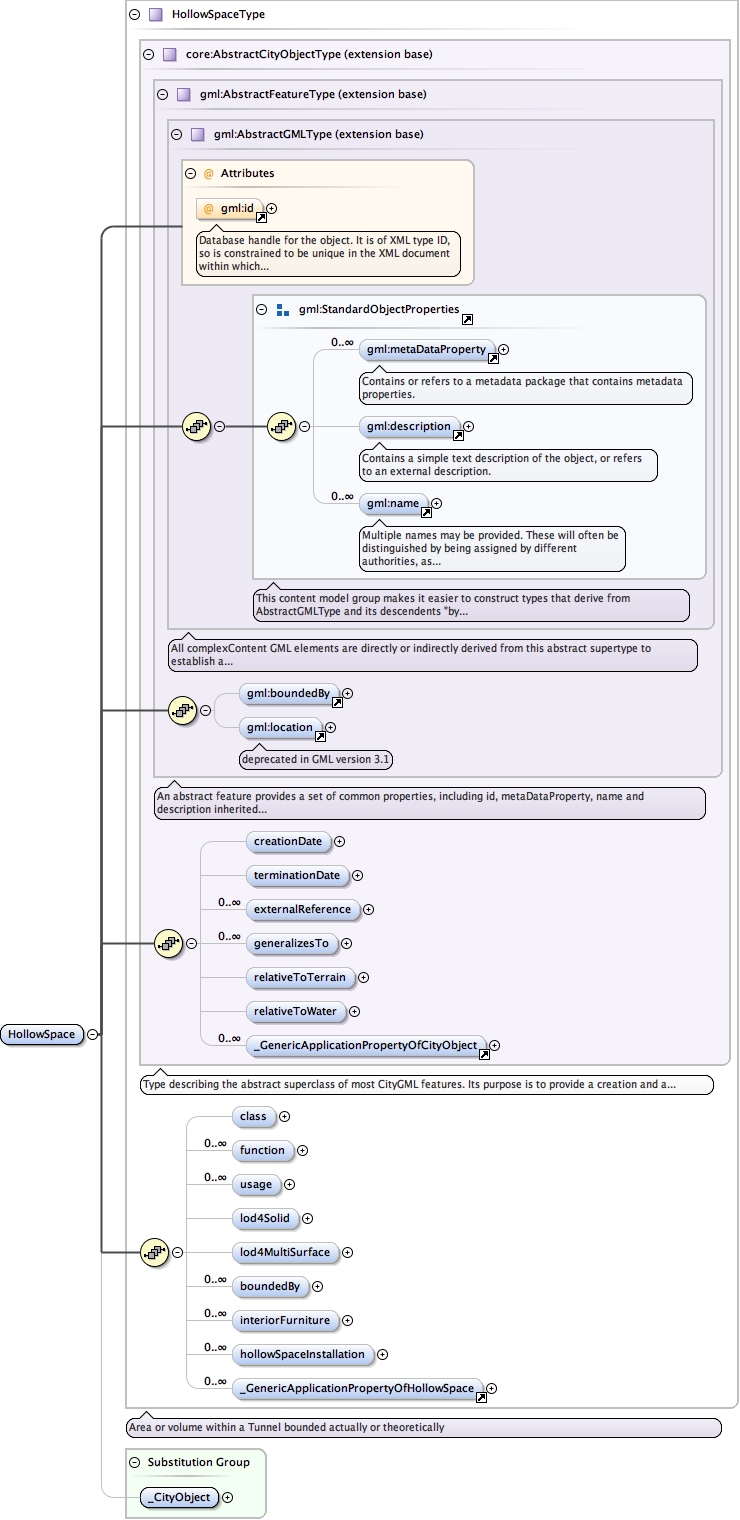 HollowSpaceType
core:AbstractCityObjectType (extension base)
gml:AbstractFeatureType (extension base)
gml:AbstractGMLType (extension base)
@ Attributes
@ gml:id
Database handle for the object. It is of XML type ID,
so is constrained to be unique in the XML document
within which...
gml:StandardObjectProperties
0..∞
gml:metaDataProperty
Contains or refers to a metadata package that contains metadata
properties.
gml:description
Contains a simple text description of the object, or refers
to an external description.
0..∞
gml:name
Multiple names may be provided. These will often be
distinguished by being assigned by different
authorities, as...
This content model group makes it easier to construct types that derive from
AbstractGMLType and its descendents "by...
All complexContent GML elements are directly or indirectly derived from this abstract supertype to
establish a...
gml:boundedBy
gml:location
deprecated in GML version 3.1
An abstract feature provides a set of common properties, including id, metaDataProperty, name and
description inherited...
creationDate
terminationDate
0..∞
externalReference
0..∞
generalizesTo
relativeToTerrain
relativeToWater
HollowSpace
0..∞
_GenericApplicationPropertyOfCityObject
Type describing the abstract superclass of most CityGML features. Its purpose is to provide a creation and a...
class
0..∞
function
0..∞
usage
lod4Solid
lod4MultiSurface
0..∞
boundedBy
0..∞
interiorFurniture
0..∞
hollowSpaceInstallation
0..∞
_GenericApplicationPropertyOfHollowSpace
Area or volume within a Tunnel bounded actually or theoretically
Substitution Group
_CityObject